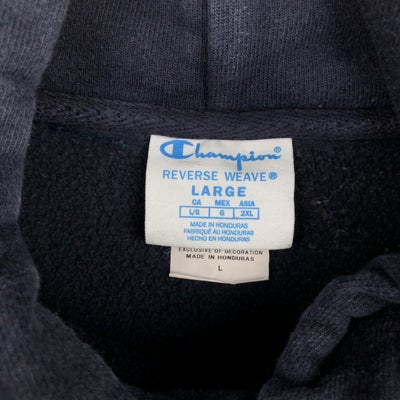 Champion
REVERSE WEAVE®
LARGE
CA MEX ASIA
L/G G 2XL
MADE IN HONDURAS
FABRIQUÉ AU HONDURAS
HECHO EN HONDURAS
EXCLUSIVE OF DECORATION
MADE IN HONDURAS
L